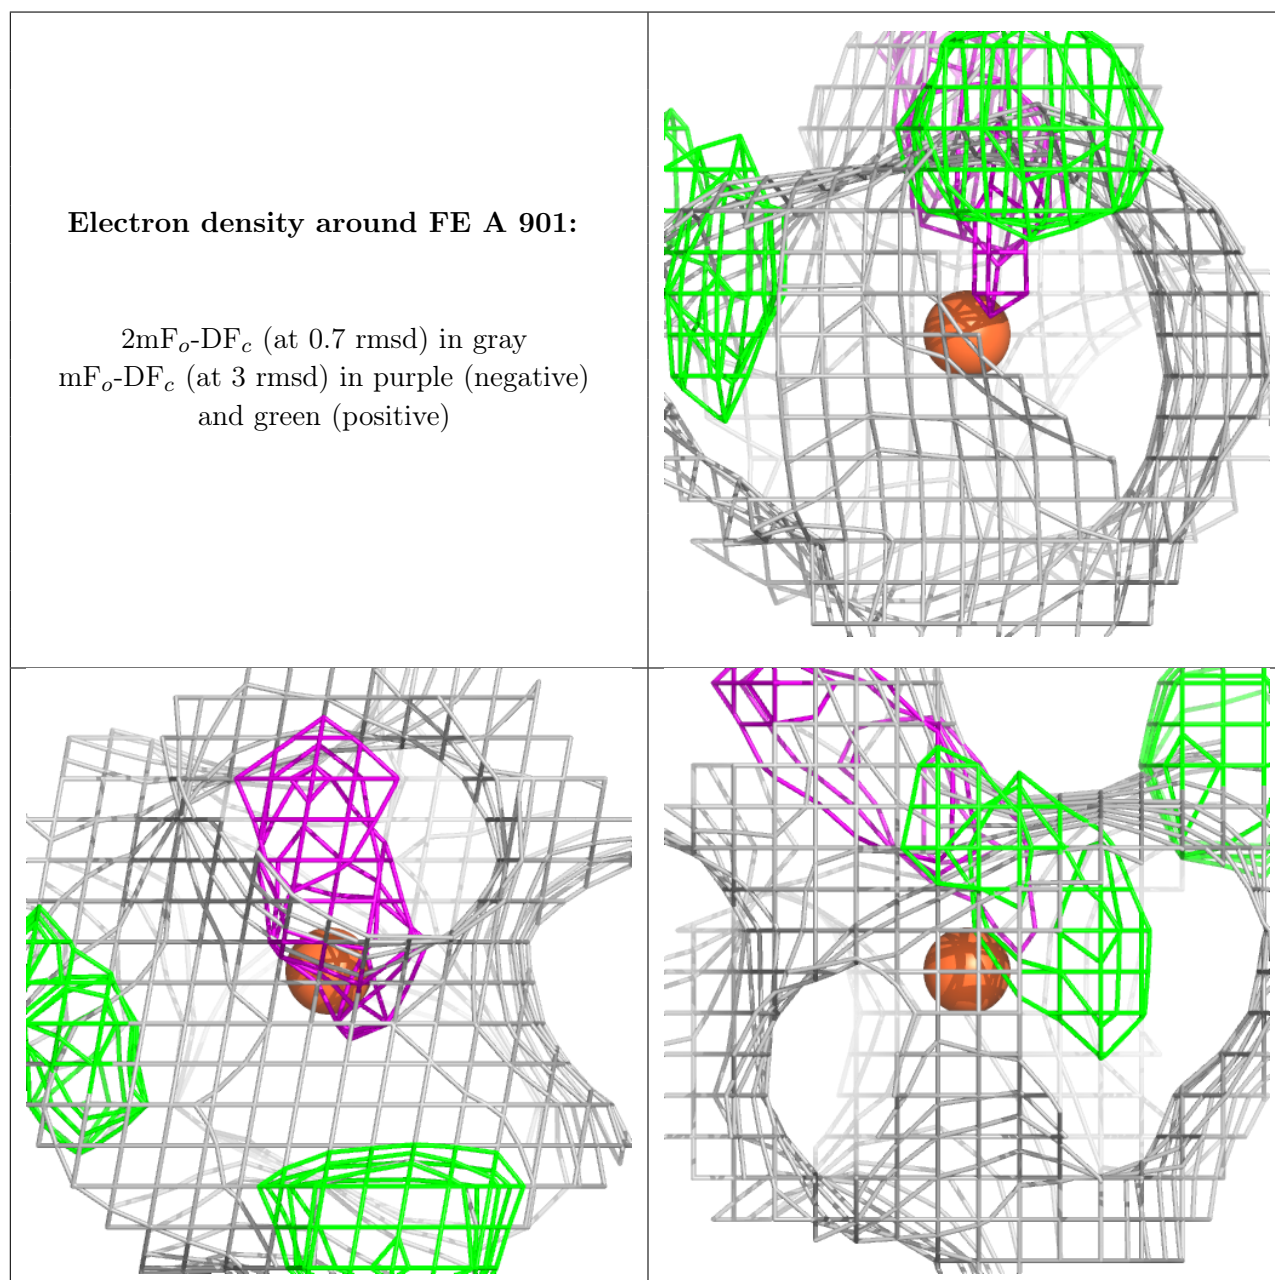 Electron density around FE A 901:
2mFo-DFc (at 0.7 rmsd) in gray
mFo-DFc (at 3 rmsd) in purple (negative)
and green (positive)